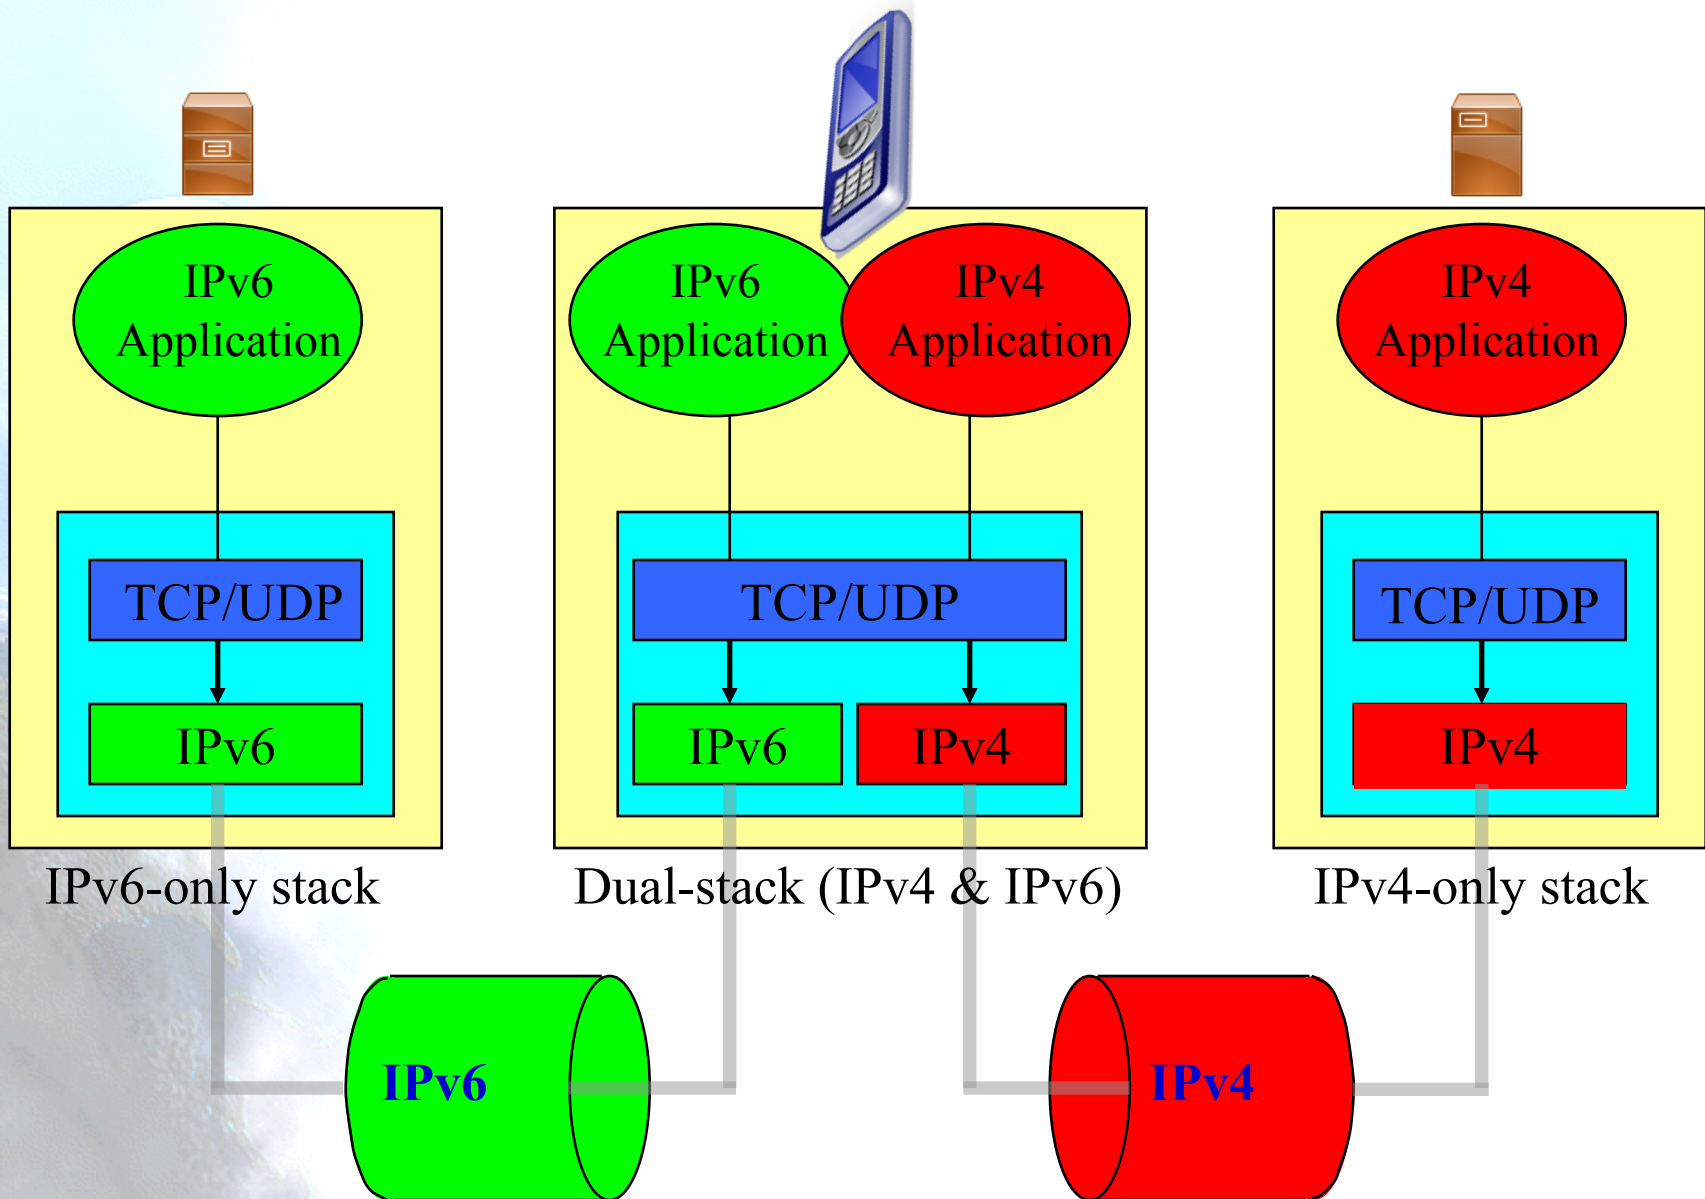 IPv6
Application
IPv6
Application
IPv4
Application
IPv4
Application
TCP/UDP
TCP/UDP
TCP/UDP
IPv6
IPv6
IPv4
IPv4
IPv6-only stack
Dual-stack (IPv4 & IPv6)
IPv4-only stack
IPv6
IPv4